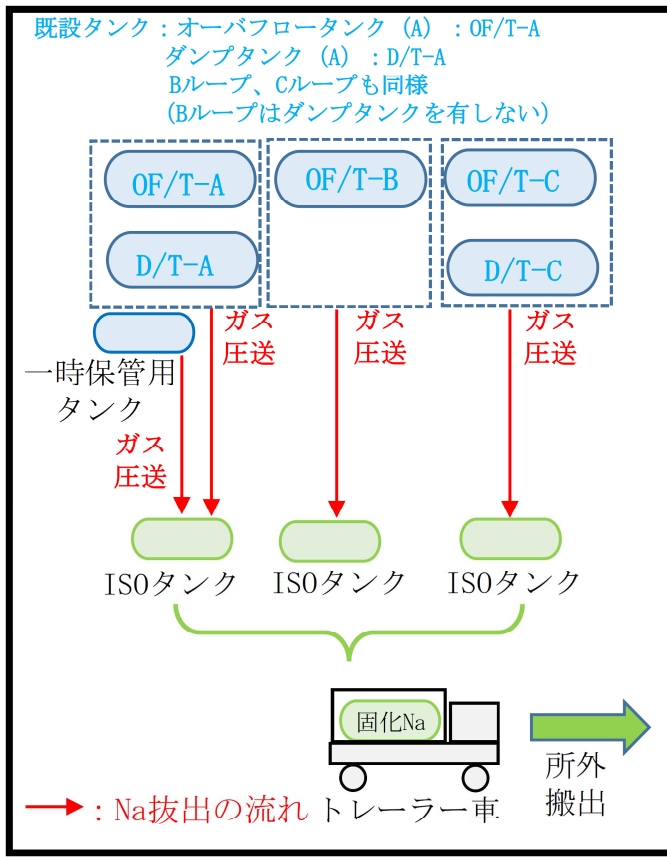 既設タンク：オーバフロータンク (A) ：OF/T-A
ダンプタンク (A) ：D/T-A
Bループ、Cループも同様
(Bループはダンプタンクを有しない)
OF/T-A
OF/T-B
OF/T-C
D/T-A
D/T-C
ガス
圧送
ガス
圧送
ガス
圧送
一時保管用
タンク
ガス
圧送
ISOタンク
ISOタンク
ISOタンク
固化Na
所外
搬出
：Na抜出の流れ
トレーラー車